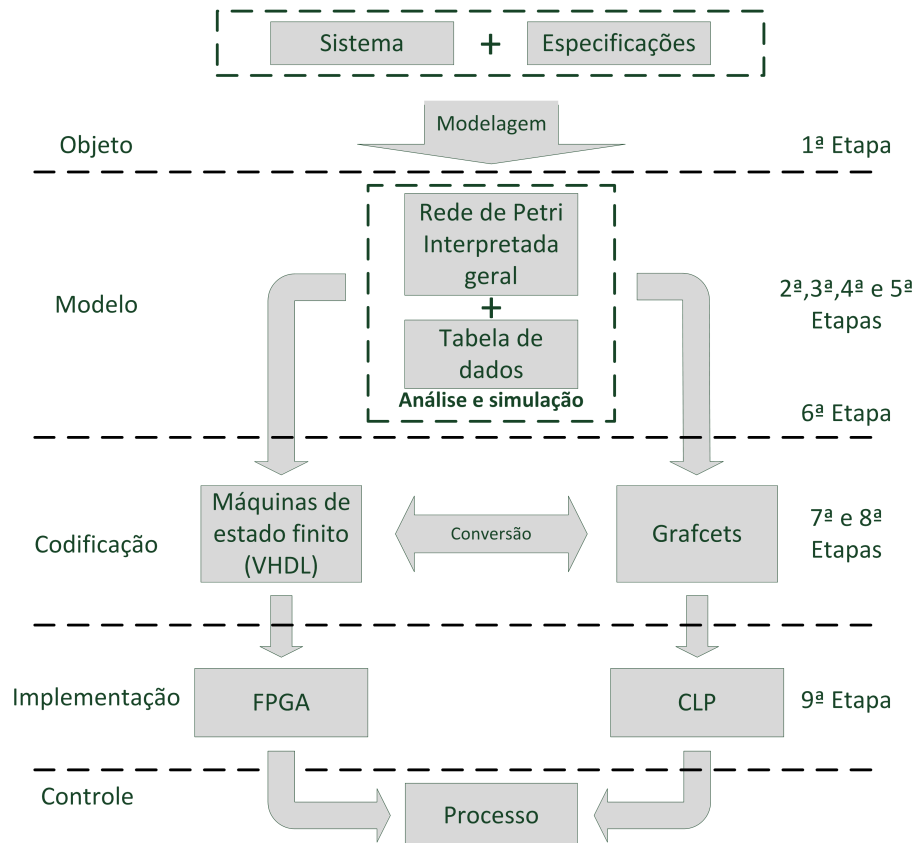 Sistema + Especificações
Modelagem
Objeto
1ª Etapa
Rede de Petri
Interpretada
geral
+
Tabela de
dados
Análise e simulação
Modelo
2ª,3ª,4ª e 5ª
Etapas
6ª Etapa
Codificação
Máquinas de
estado finito
(VHDL)
Conversão
Grafcets
7ª e 8ª
Etapas
Implementação
FPGA
CLP
9ª Etapa
Controle
Processo